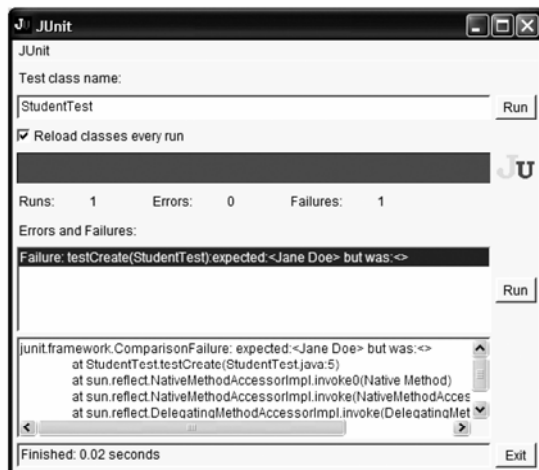 JU JUnit
JUnit
Test class name:
StudentTest
Run
Reload classes every run
JU
Runs: 1 Errors: 0 Failures: 1
Errors and Failures:
Failure: testCreate(StudentTest):expected:<Jane Doe> but was:<>
Run
junit.framework.ComparisonFailure: expected:<Jane Doe> but was:<>
at StudentTest.testCreate(StudentTest.java:5)
at sun.reflect.NativeMethodAccessorImpl.invoke0(Native Method)
at sun.reflect.NativeMethodAccessorImpl.invoke(NativeMethodAcces
at sun.reflect.DelegatingMethodAccessorImpl.invoke(DelegatingMet
Finished: 0.02 seconds
Exit